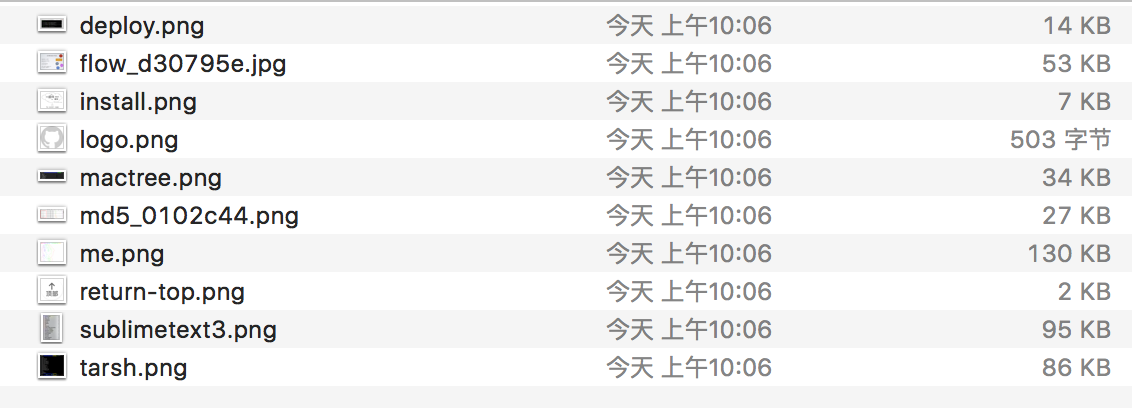 deploy.png 今天 上午10:06 14 KB
flow_d30795e.jpg 今天 上午10:06 53 KB
install.png 今天 上午10:06 7 KB
logo.png 今天 上午10:06 503 字节
mactree.png 今天 上午10:06 34 KB
md5_0102c44.png 今天 上午10:06 27 KB
me.png 今天 上午10:06 130 KB
return-top.png 今天 上午10:06 2 KB
sublimetext3.png 今天 上午10:06 95 KB
tarsh.png 今天 上午10:06 86 KB